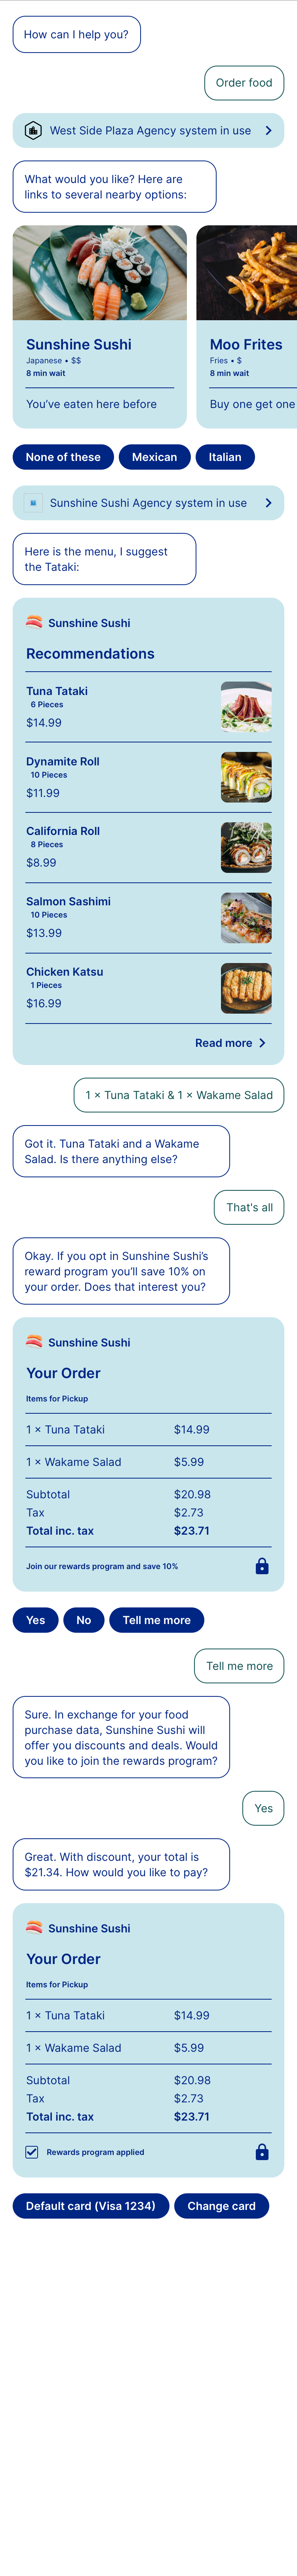 How can I help you?
Order food
West Side Plaza Agency system in use
What would you like? Here are
links to several nearby options:
Sunshine Sushi
Japanese • $$
8 min wait
You’ve eaten here before
Moo Frites
Fries • $
8 min wait
Buy one get one
None of these
Mexican
Italian
Sunshine Sushi Agency system in use
Here is the menu, I suggest
the Tataki:
Sunshine Sushi
Recommendations
Tuna Tataki
6 Pieces
$14.99
Dynamite Roll
10 Pieces
$11.99
California Roll
8 Pieces
$8.99
Salmon Sashimi
10 Pieces
$13.99
Chicken Katsu
1 Pieces
$16.99
Read more
1 × Tuna Tataki & 1 × Wakame Salad
Got it. Tuna Tataki and a Wakame
Salad. Is there anything else?
That's all
Okay. If you opt in Sunshine Sushi’s
reward program you’ll save 10% on
your order. Does that interest you?
Sunshine Sushi
Your Order
Items for Pickup
1 × Tuna Tataki $14.99
1 × Wakame Salad $5.99
Subtotal $20.98
Tax $2.73
Total inc. tax $23.71
Join our rewards program and save 10%
Yes
No
Tell me more
Tell me more
Sure. In exchange for your food
purchase data, Sunshine Sushi will
offer you discounts and deals. Would
you like to join the rewards program?
Yes
Great. With discount, your total is
$21.34. How would you like to pay?
Sunshine Sushi
Your Order
Items for Pickup
1 × Tuna Tataki $14.99
1 × Wakame Salad $5.99
Subtotal $20.98
Tax $2.73
Total inc. tax $23.71
Rewards program applied
Default card (Visa 1234)
Change card